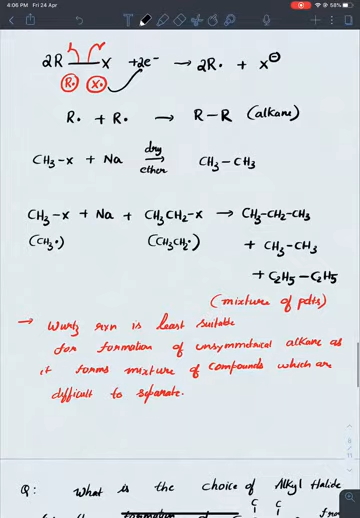 4:06 PM Fri 24 Apr
58%
2R — X + 2e⁻ → 2R• + X⊖
R• X•
R• + R• → R–R (alkane)
CH₃–X + Na dry ether → CH₃–CH₃
CH₃–X + Na + CH₃CH₂–X → CH₃–CH₂–CH₃
(CH₃•) (CH₃CH₂•) + CH₃–CH₃
+ C₂H₅–C₂H₅
(mixture of pdts)
→ Wurtz rxn is least suitable
for formation of unsymmetrical alkane as
it forms mixture of compounds which are
difficult to separate.
Q: What is the choice of Alkyl Halide
C C